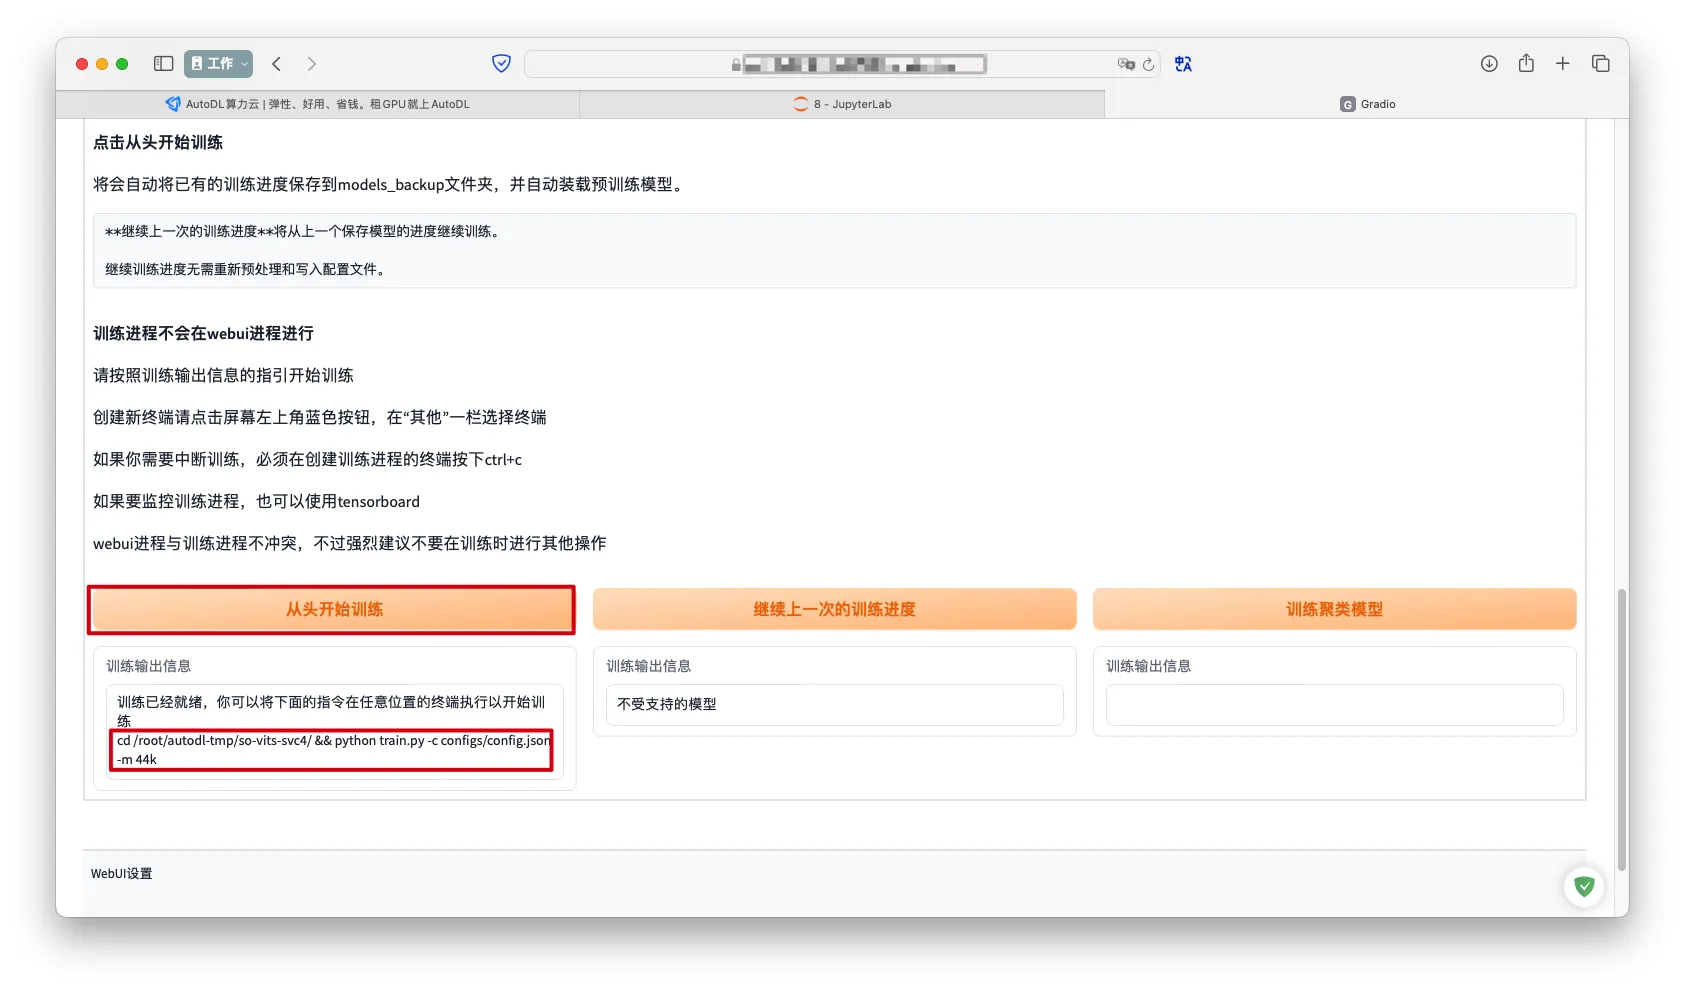 工作
AutoDL算力云 | 弹性、好用、省钱。租GPU就上AutoDL
8 - JupyterLab
G Gradio
点击从头开始训练
将会自动将已有的训练进度保存到models_backup文件夹，并自动装载预训练模型。
**继续上一次的训练进度**将从上一个保存模型的进度继续训练。
继续训练进度无需重新预处理和写入配置文件。
训练进程不会在webui进程进行
请按照训练输出信息的指引开始训练
创建新终端请点击屏幕左上角蓝色按钮，在“其他”一栏选择终端
如果你需要中断训练，必须在创建训练进程的终端按下ctrl+c
如果要监控训练进程，也可以使用tensorboard
webui进程与训练进程不冲突，不过强烈建议不要在训练时进行其他操作
从头开始训练
继续上一次的训练进度
训练聚类模型
训练输出信息
训练输出信息
训练输出信息
训练已经就绪，你可以将下面的指令在任意位置的终端执行以开始训
练
cd /root/autodl-tmp/so-vits-svc4/ && python train.py -c configs/config.json
-m 44k
不受支持的模型
WebUI设置